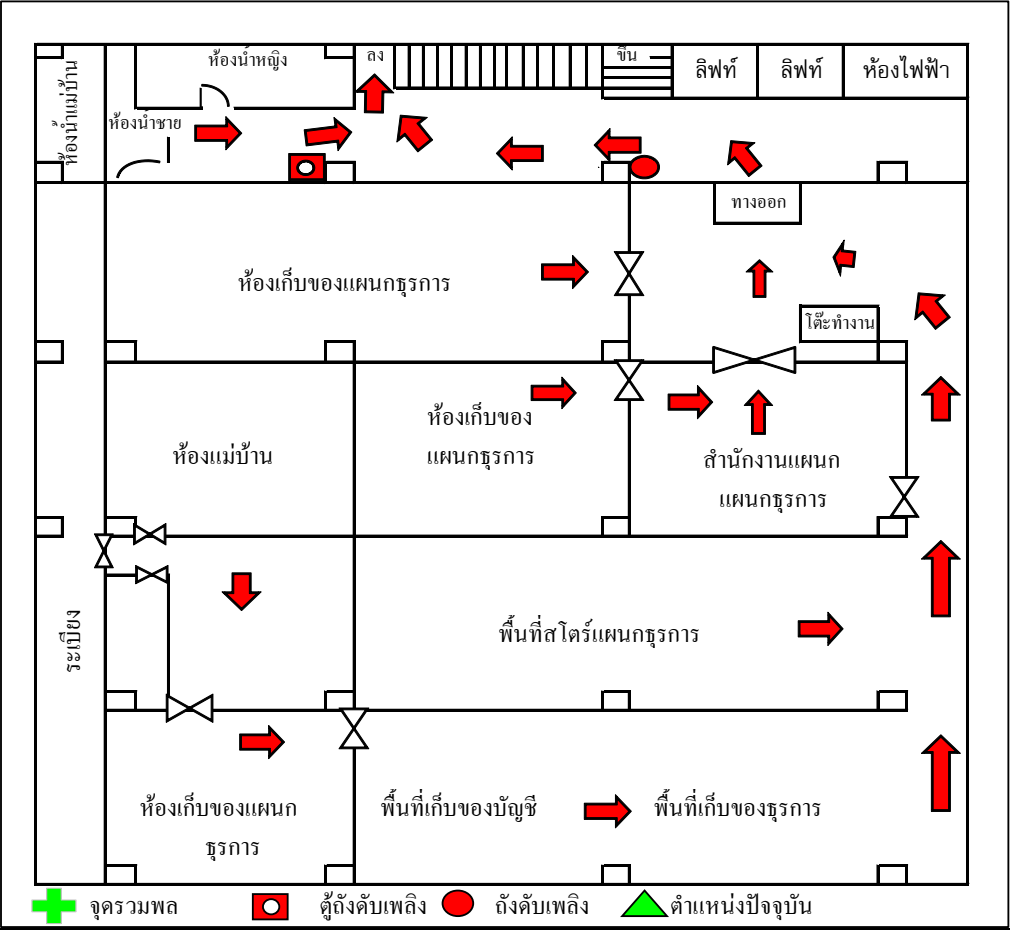 ห้องน้ำแม่บ้าน
ห้องน้ำหญิง
ลง
ขึ้น
ลิฟท์
ลิฟท์
ห้องไฟฟ้า
ห้องน้ำชาย
ทางออก
ห้องเก็บของแผนกธุรการ
โต๊ะทำงาน
ห้องแม่บ้าน
ห้องเก็บของ
แผนกธุรการ
สำนักงานแผนก
แผนกธุรการ
ระเบียง
พื้นที่สโตร์แผนกธุรการ
ห้องเก็บของแผนก
ธุรการ
พื้นที่เก็บของบัญชี
พื้นที่เก็บของธุรการ
จุดรวมพล
ตู้ถังดับเพลิง
ถังดับเพลิง
ตำแหน่งปัจจุบัน